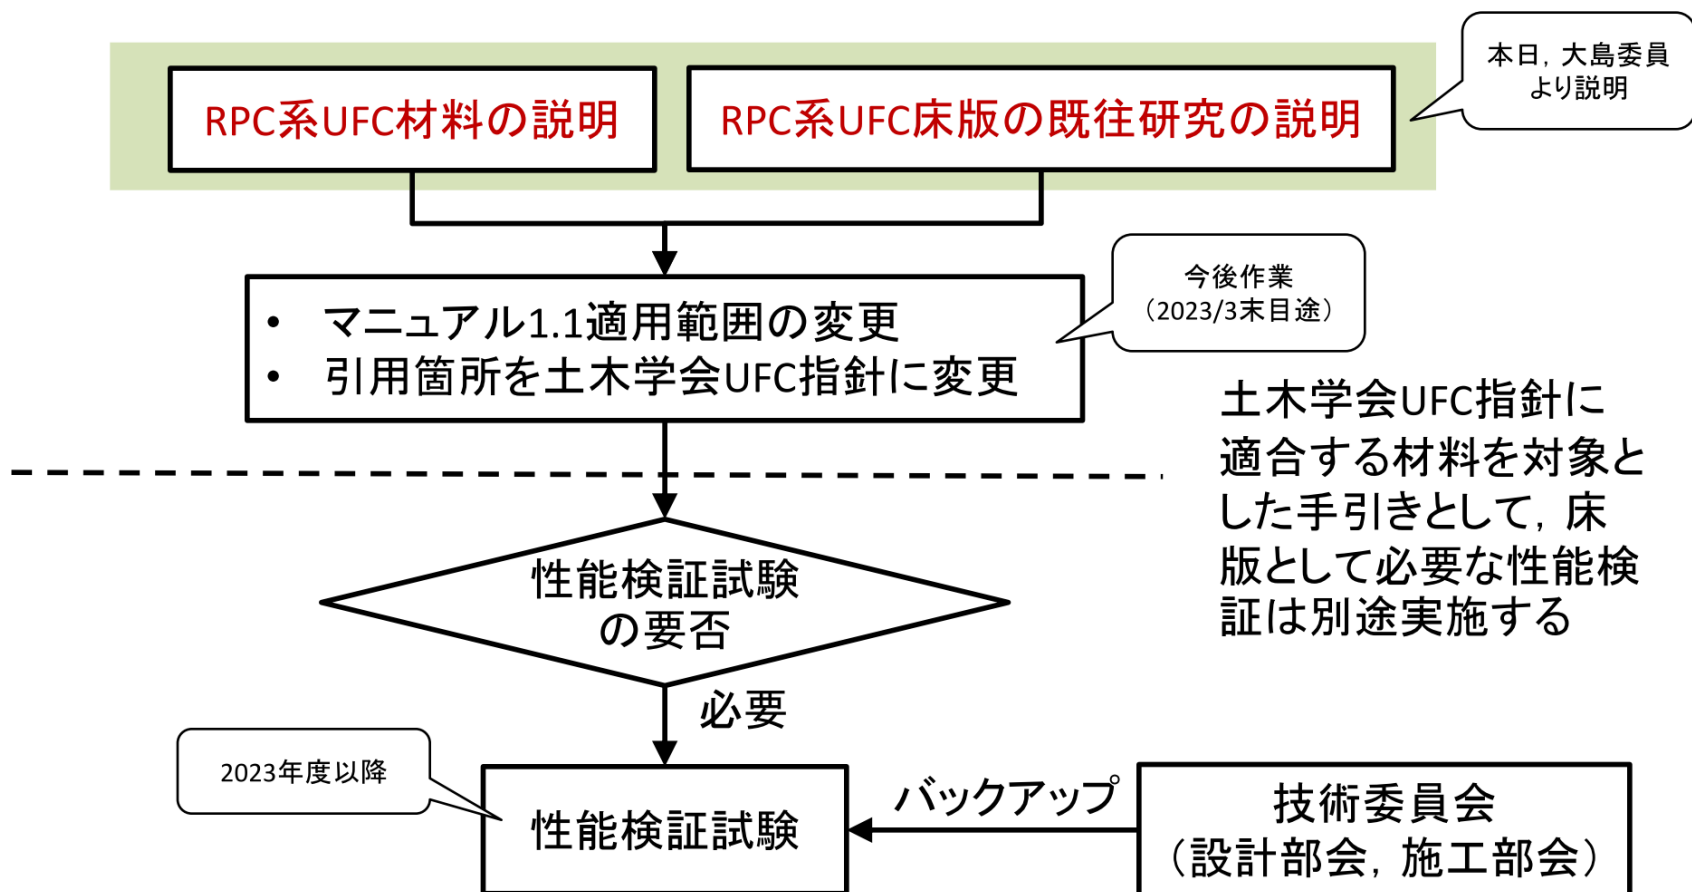 本日，大島委員
より説明
RPC系UFC材料の説明
RPC系UFC床版の既往研究の説明
今後作業
（2023/3末目途）
• マニュアル1.1適用範囲の変更
• 引用箇所を土木学会UFC指針に変更
土木学会UFC指針に
適合する材料を対象と
した手引きとして，床
版として必要な性能検
証は別途実施する
性能検証試験
の要否
必要
2023年度以降
性能検証試験
バックアップ
技術委員会
（設計部会，施工部会）